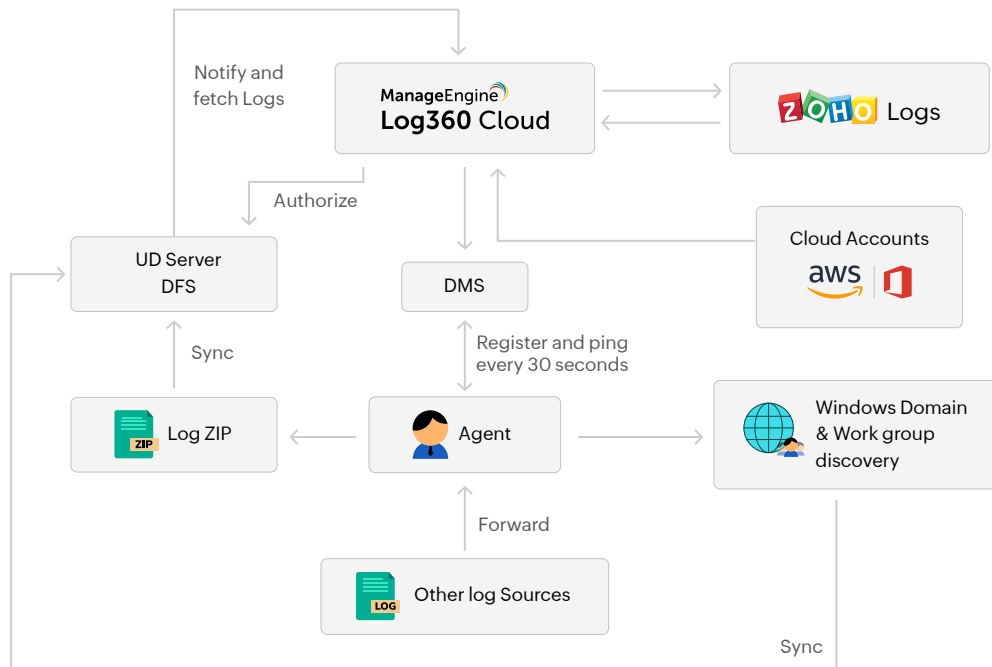 Notify and
fetch Logs
ManageEngine
Log360 Cloud
ZOHO Logs
Authorize
UD Server
DFS
DMS
Cloud Accounts
aws
Register and ping
every 30 seconds
Sync
ZIP
Log ZIP
Agent
Windows Domain
& Work group
discovery
Forward
LOG
Other log Sources
Sync